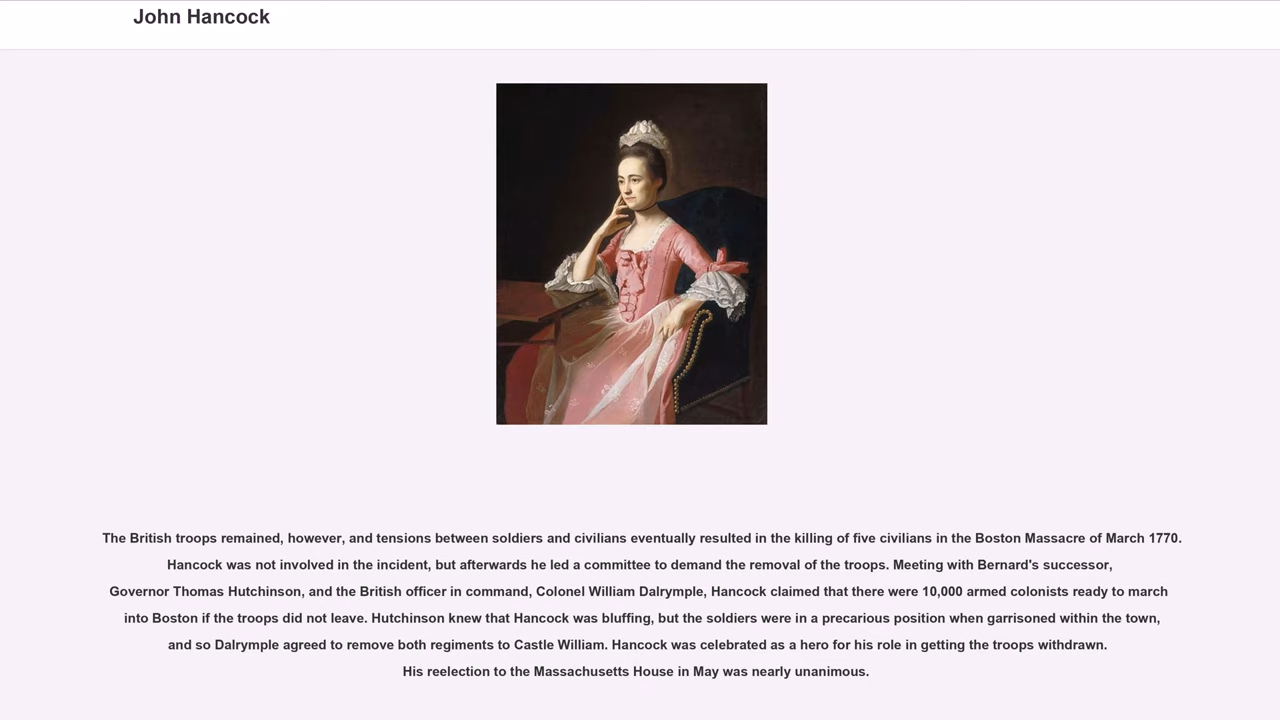 John Hancock
The British troops remained, however, and tensions between soldiers and civilians eventually resulted in the killing of five civilians in the Boston Massacre of March 1770.
Hancock was not involved in the incident, but afterwards he led a committee to demand the removal of the troops. Meeting with Bernard's successor,
Governor Thomas Hutchinson, and the British officer in command, Colonel William Dalrymple, Hancock claimed that there were 10,000 armed colonists ready to march
into Boston if the troops did not leave. Hutchinson knew that Hancock was bluffing, but the soldiers were in a precarious position when garrisoned within the town,
and so Dalrymple agreed to remove both regiments to Castle William. Hancock was celebrated as a hero for his role in getting the troops withdrawn.
His reelection to the Massachusetts House in May was nearly unanimous.